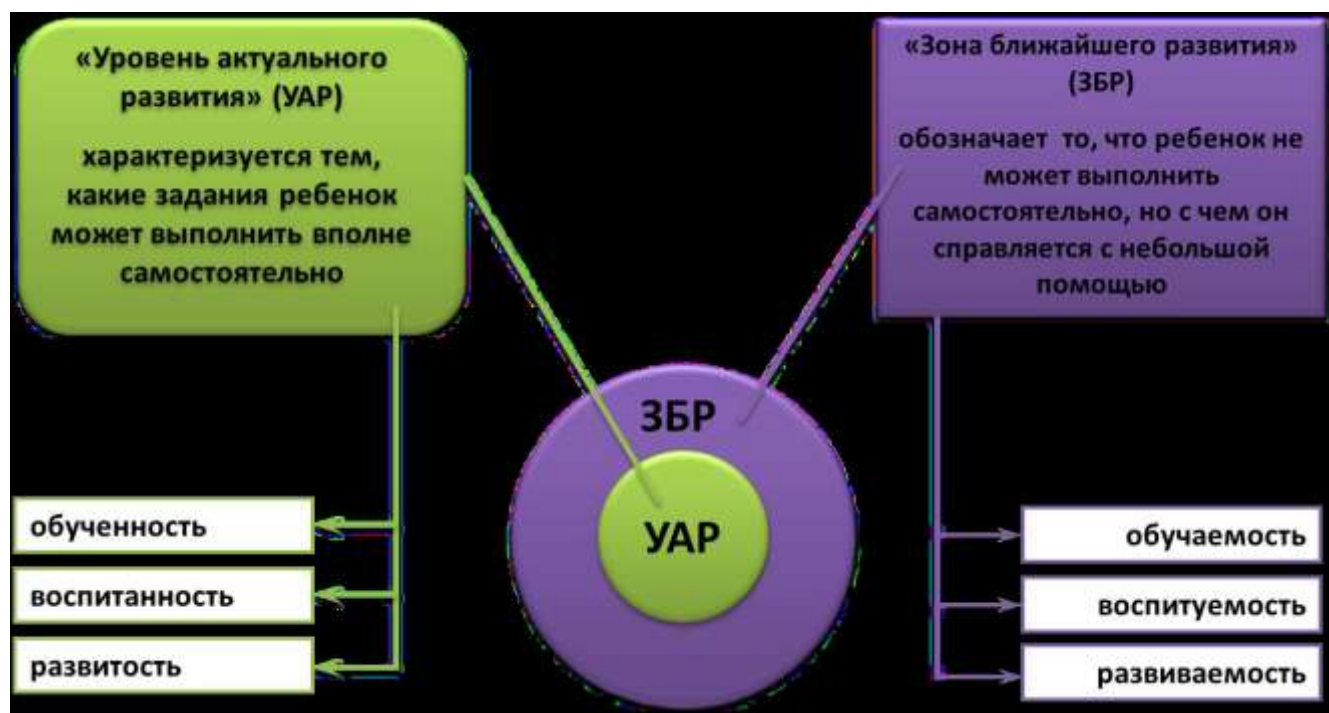 «Уровень актуального
развития» (УАР)
характеризуется тем,
какие задания ребенок
может выполнить вполне
самостоятельно
«Зона ближайшего развития»
(ЗБР)
обозначает то, что ребенок не
может выполнить
самостоятельно, но с чем он
справляется с небольшой
помощью
ЗБР
УАР
обученность
воспитанность
развитость
обучаемость
воспитуемость
развиваемость